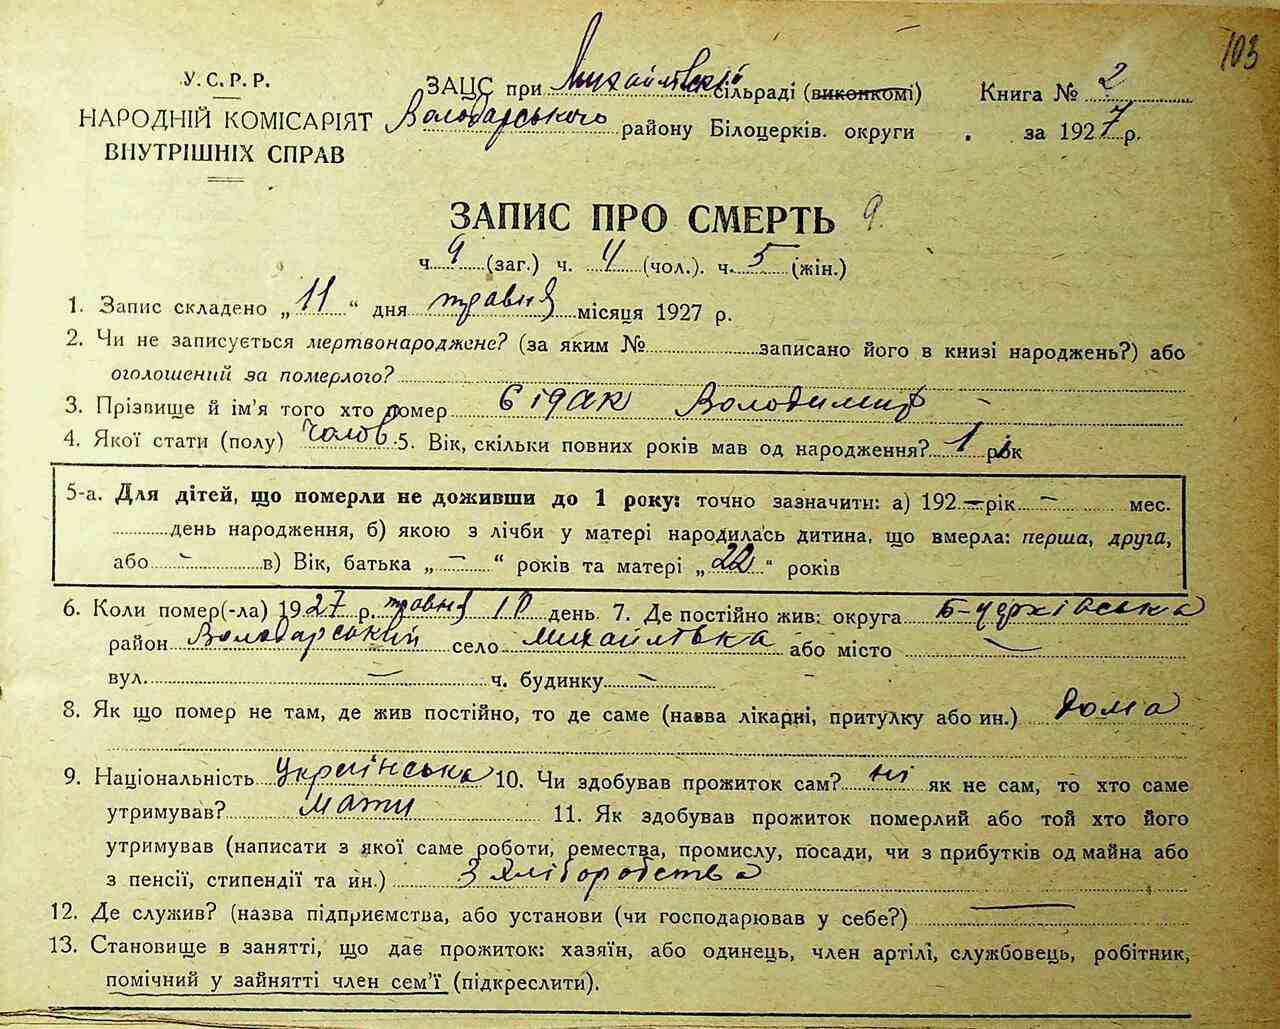 103
У.С.Р.Р.
НАРОДНІЙ КОМІСАРІЯТ
ВНУТРІШНІХ СПРАВ
ЗАЦС при Михайлівскій сільраді (виконкомі) Книга № 2
Володарського району Білоцерків. округи . за 1927 р.
ЗАПИС ПРО СМЕРТЬ 9.
ч. 9 (заг.) ч. 4 (чол.). ч. 5 (жін.)
1. Запис складено „ 11 “ дня травня місяця 1927 р.
2. Чи не записується мертвонароджене? (за яким № записано його в книзі народжень?) або
оголошений за померлого?
3. Прізвище й ім'я того хто помер Сідак Володимир -
4. Якої стати (полу) Чолов. 5. Вік, скільки повних років мав од народження? 1 рік
5-а. Для дітей, що померли не доживши до 1 року: точно зазначити: а) 192 — рік — мес.
день народження, б) якою з лічби у матері народилась дитина, що вмерла: перша, друга,
або — в) Вік, батька „ — “ років та матері „ 22 “ років
6. Коли помер(-ла) 1927 р. травня 10 день. 7. Де постійно жив: округа Б-церківська
район Володарський село Михайлівка або місто —
вул. — ч. будинку —
8. Як що помер не там, де жив постійно, то де саме (назва лікарні, притулку або ин.) дома
9. Національність українська 10. Чи здобував прожиток сам? ні як не сам, то хто саме
утримував? мати 11. Як здобував прожиток померлий або той хто його
утримував (написати з якої саме роботи, ремества, промислу, посади, чи з прибутків од майна або
з пенсії, стипендії та ин.) З хліборобства
12. Де служив? (назва підприємства, або установи (чи господарював у себе?) —
13. Становище в занятті, що дає прожиток: хазяїн, або одинець, член артілі, службовець, робітник,
помічний у зайнятті член сем'ї (підкреслити).